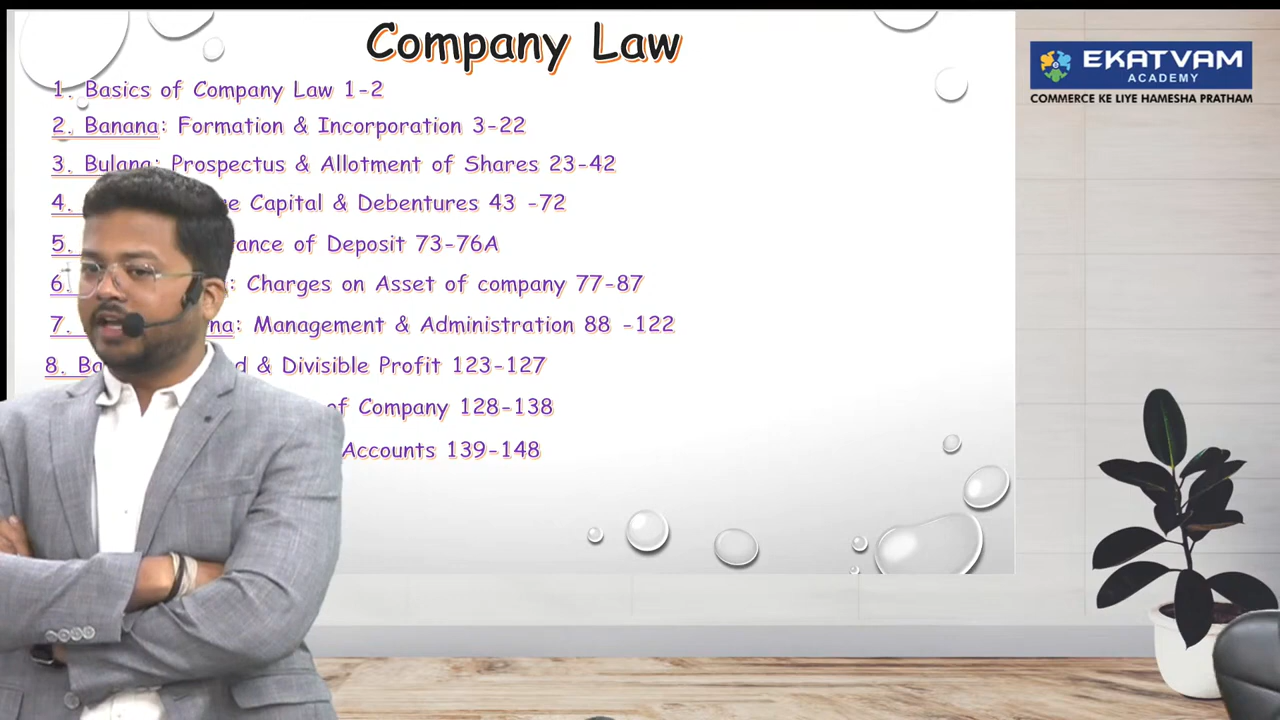 Company Law
1. Basics of Company Law 1-2
2. Banana: Formation & Incorporation 3-22
3. Bulana: Prospectus & Allotment of Shares 23-42
4. Capital & Debentures 43 -72
5. of Deposit 73-76A
6. : Charges on Asset of company 77-87
7. : Management & Administration 88 -122
8. & Divisible Profit 123-127
of Company 128-138
Accounts 139-148
EKATVAM
ACADEMY
COMMERCE KE LIYE HAMESHA PRATHAM